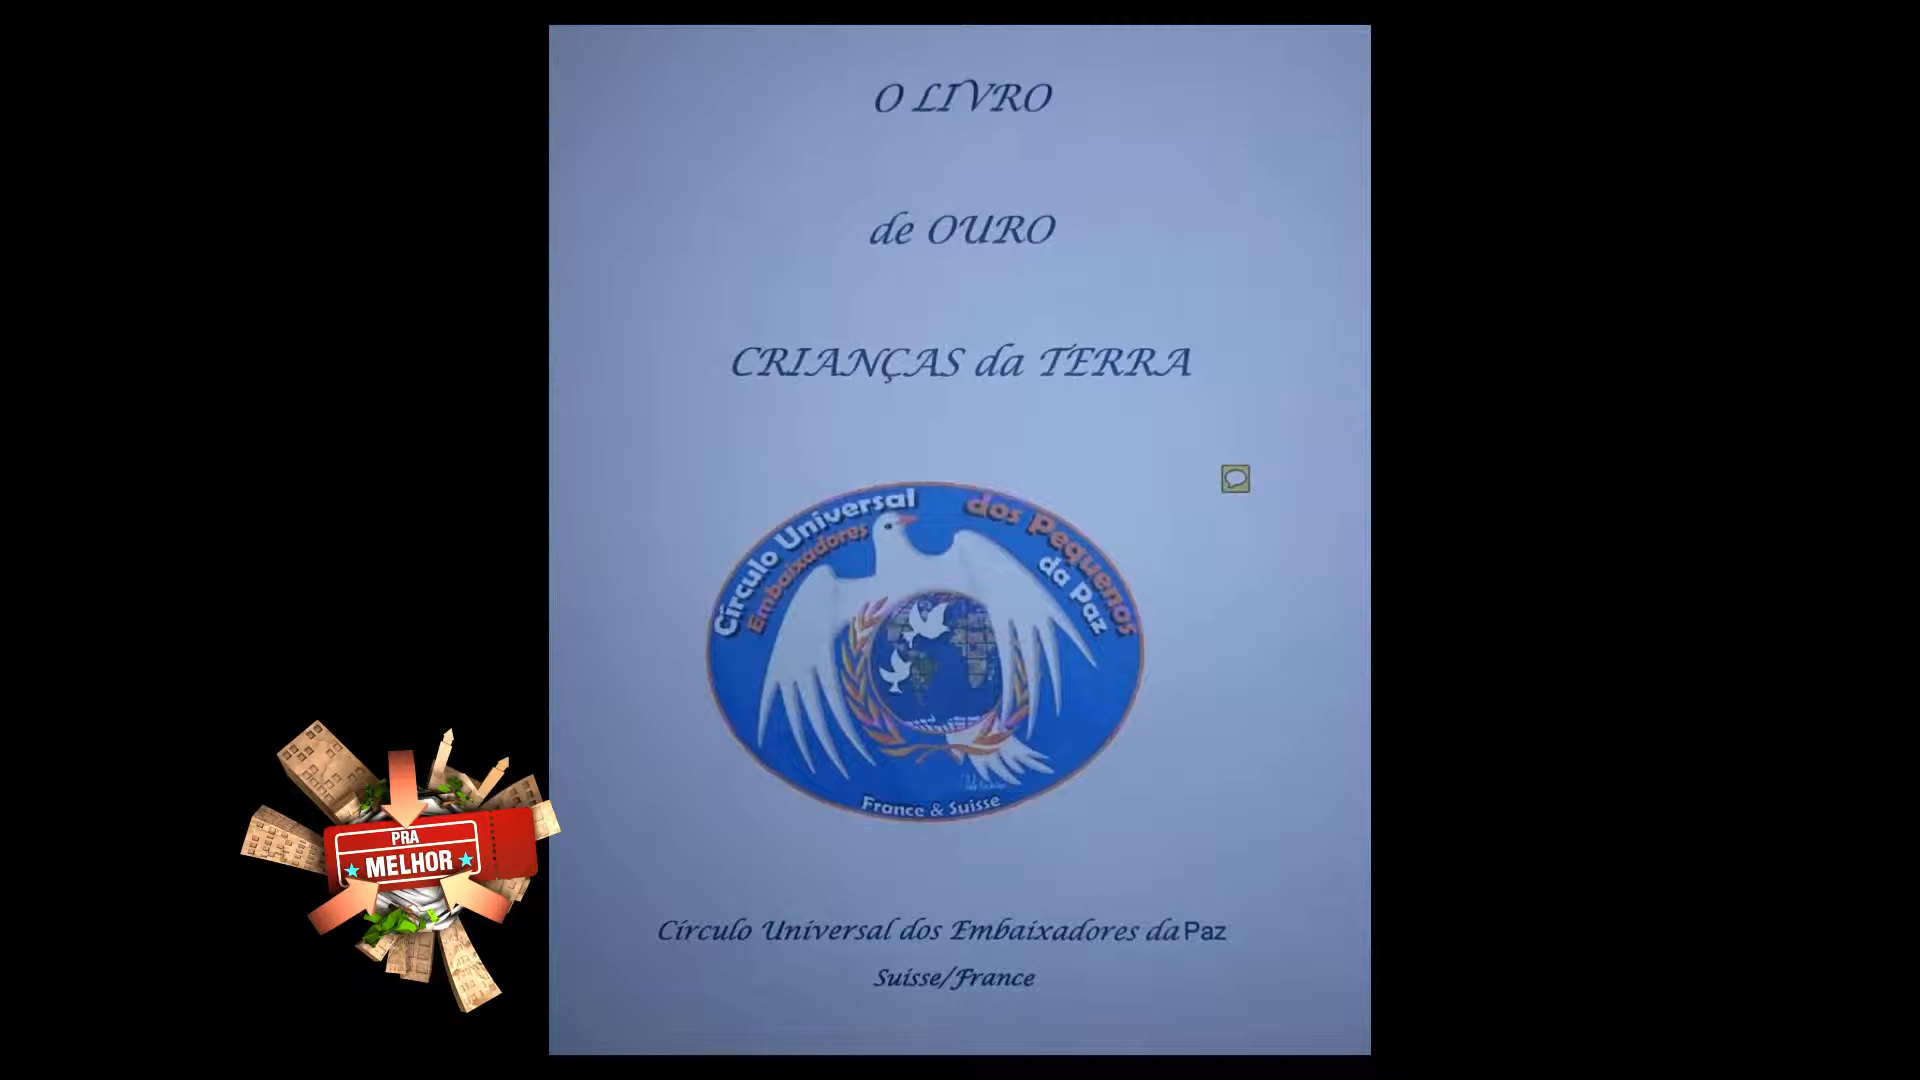 O LIVRO
de OURO
CRIANÇAS da TERRA
Círculo Universal dos Pequenos
Embaixadores da Paz
France & Suisse
PRA
MELHOR
Círculo Universal dos Embaixadores da Paz
Suisse/France